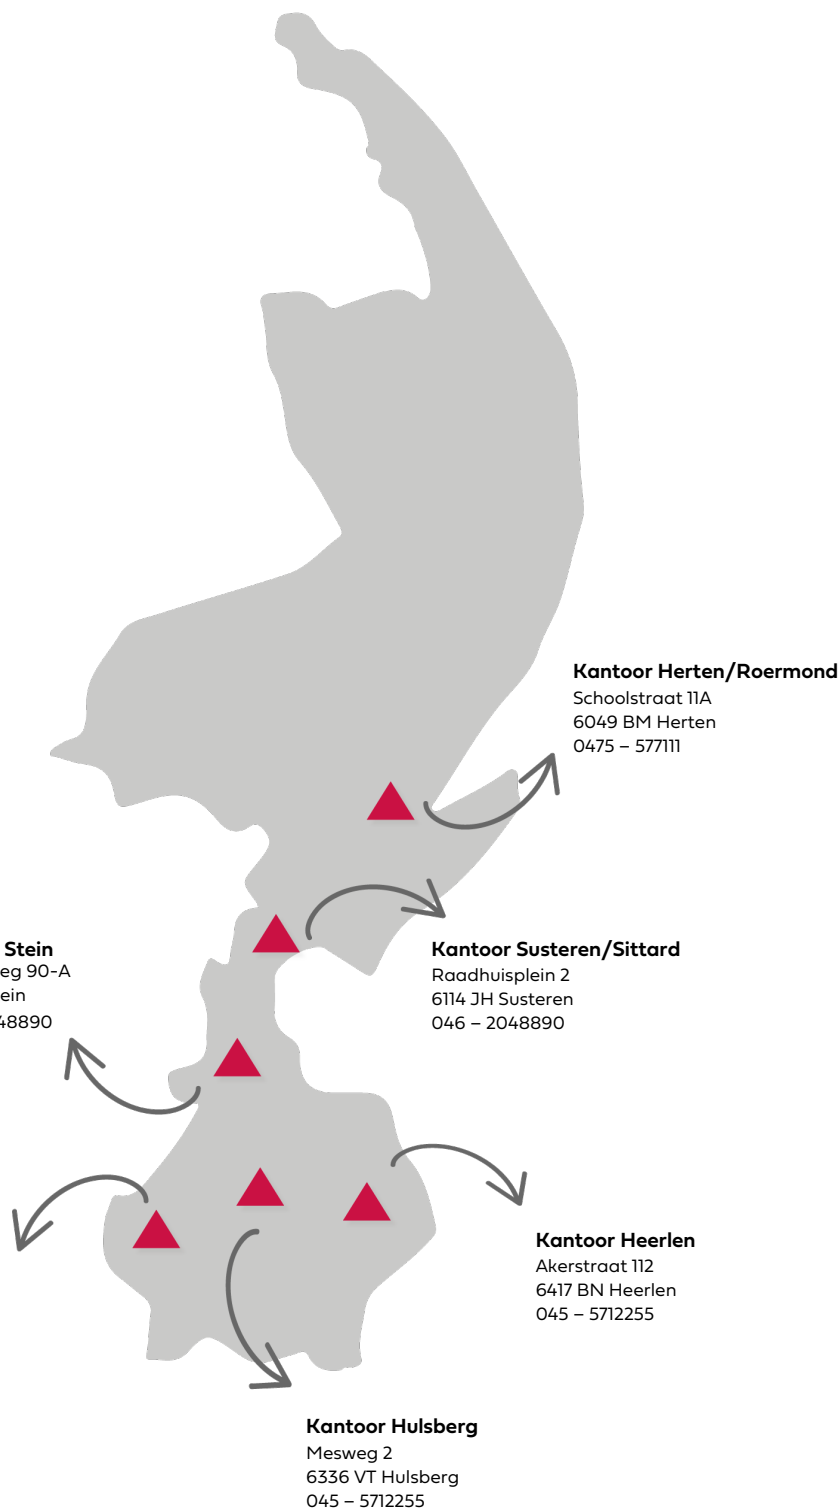 Kantoor Herten/Roermond
Schoolstraat 11A
6049 BM Herten
0475 – 577111
Stein
eg 90-A
ein
48890
Kantoor Susteren/Sittard
Raadhuisplein 2
6114 JH Susteren
046 – 2048890
Kantoor Heerlen
Akerstraat 112
6417 BN Heerlen
045 – 5712255
Kantoor Hulsberg
Mesweg 2
6336 VT Hulsberg
045 – 5712255